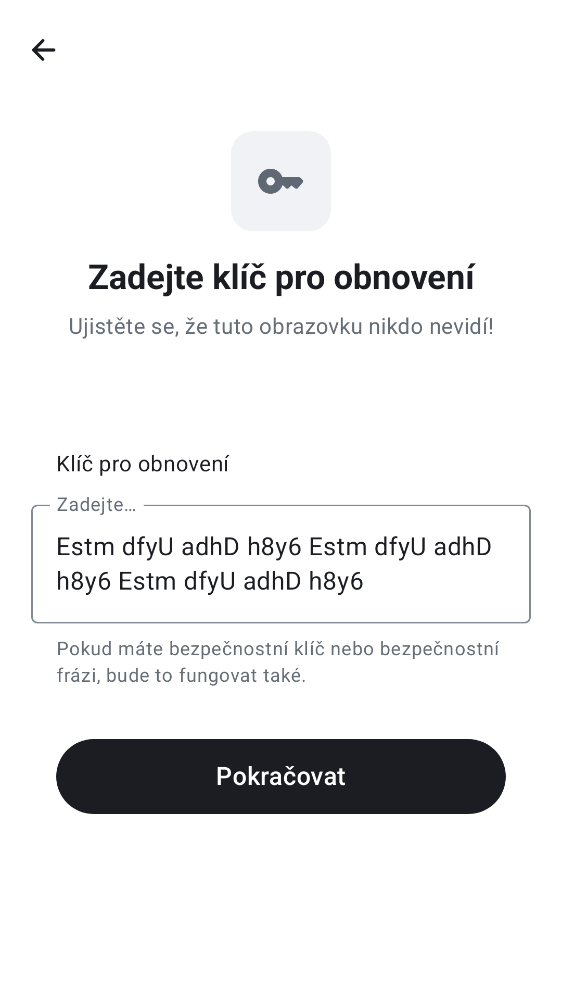 Zadejte klíč pro obnovení
Ujistěte se, že tuto obrazovku nikdo nevidí!
Klíč pro obnovení
Zadejte…
Estm dfyU adhD h8y6 Estm dfyU adhD
h8y6 Estm dfyU adhD h8y6
Pokud máte bezpečnostní klíč nebo bezpečnostní
frázi, bude to fungovat také.
Pokračovat